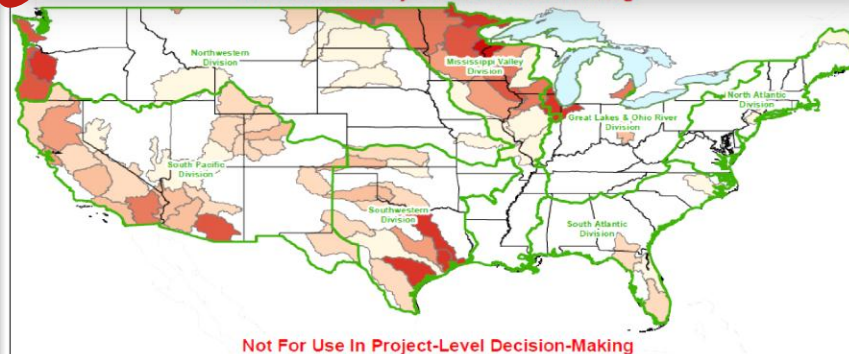 Northwestern
Division
Mississippi Valley
Division
North Atlantic
Division
Great Lakes & Ohio River
Division
South Pacific
Division
Southwestern
Division
South Atlantic
Division
Not For Use In Project-Level Decision-Making